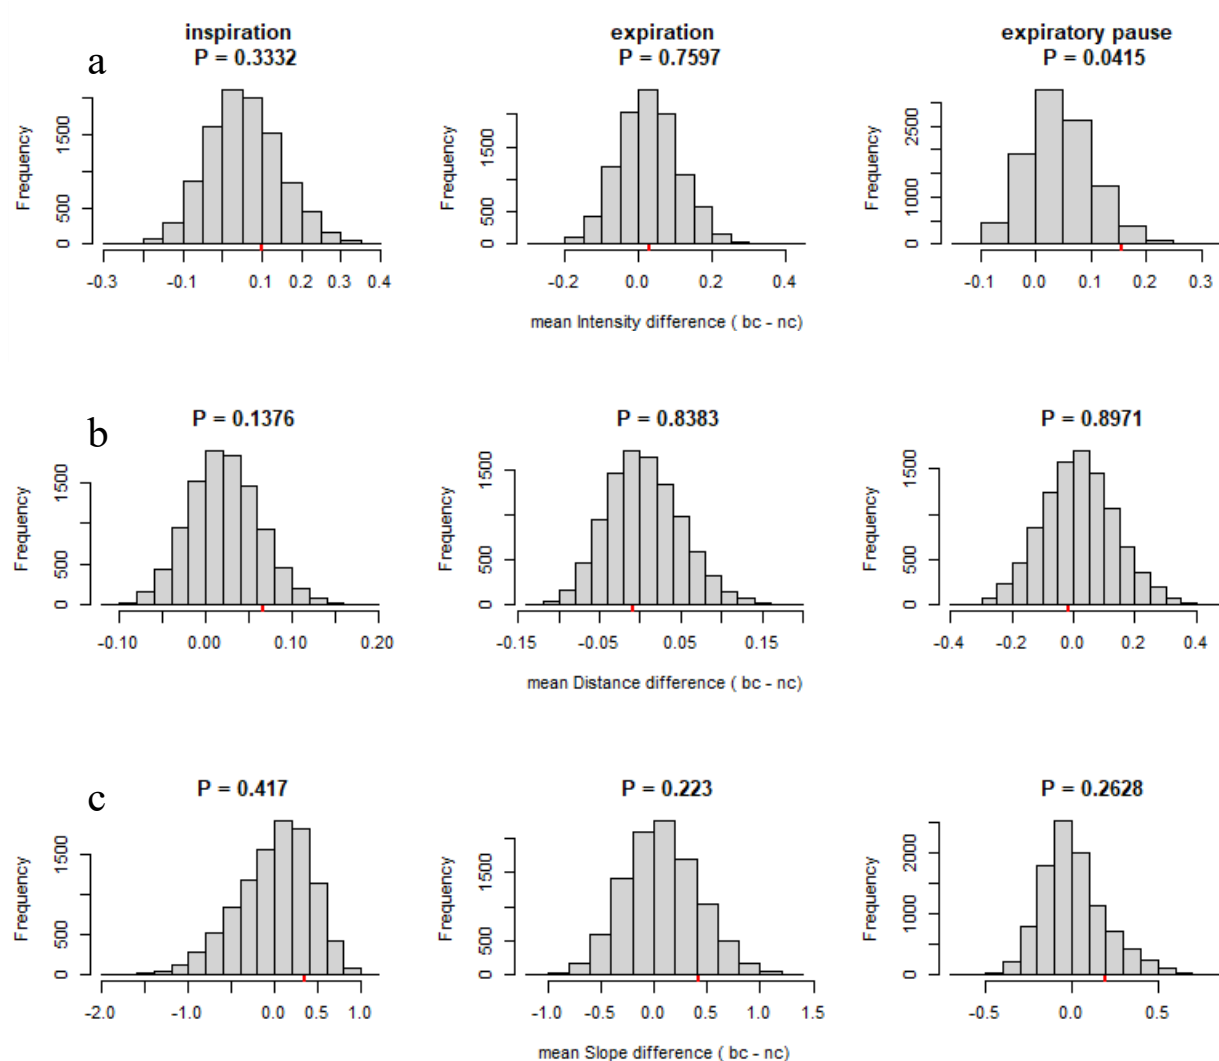 inspiration expiration expiratory pause
a P = 0.3332 P = 0.7597 P = 0.0415
Frequency 0 500 1500 Frequency 0 500 1500 Frequency 0 1000 2500
-0.3 -0.1 0.1 0.2 0.3 0.4 -0.2 0.0 0.2 0.4 -0.1 0.0 0.1 0.2 0.3
mean Intensity difference ( bc - nc)
b P = 0.1376 P = 0.8383 P = 0.8971
Frequency 0 500 1500 Frequency 0 500 1500 Frequency 0 500 1500
-0.10 0.00 0.10 0.20 -0.15 -0.05 0.05 0.15 -0.4 -0.2 0.0 0.2 0.4
mean Distance difference ( bc - nc)
c P = 0.417 P = 0.223 P = 0.2628
Frequency 0 500 1500 Frequency 0 500 1500 Frequency 0 1000 2000
-2.0 -1.0 0.0 0.5 1.0 -1.0 -0.5 0.0 0.5 1.0 1.5 -0.5 0.0 0.5
mean Slope difference ( bc - nc)